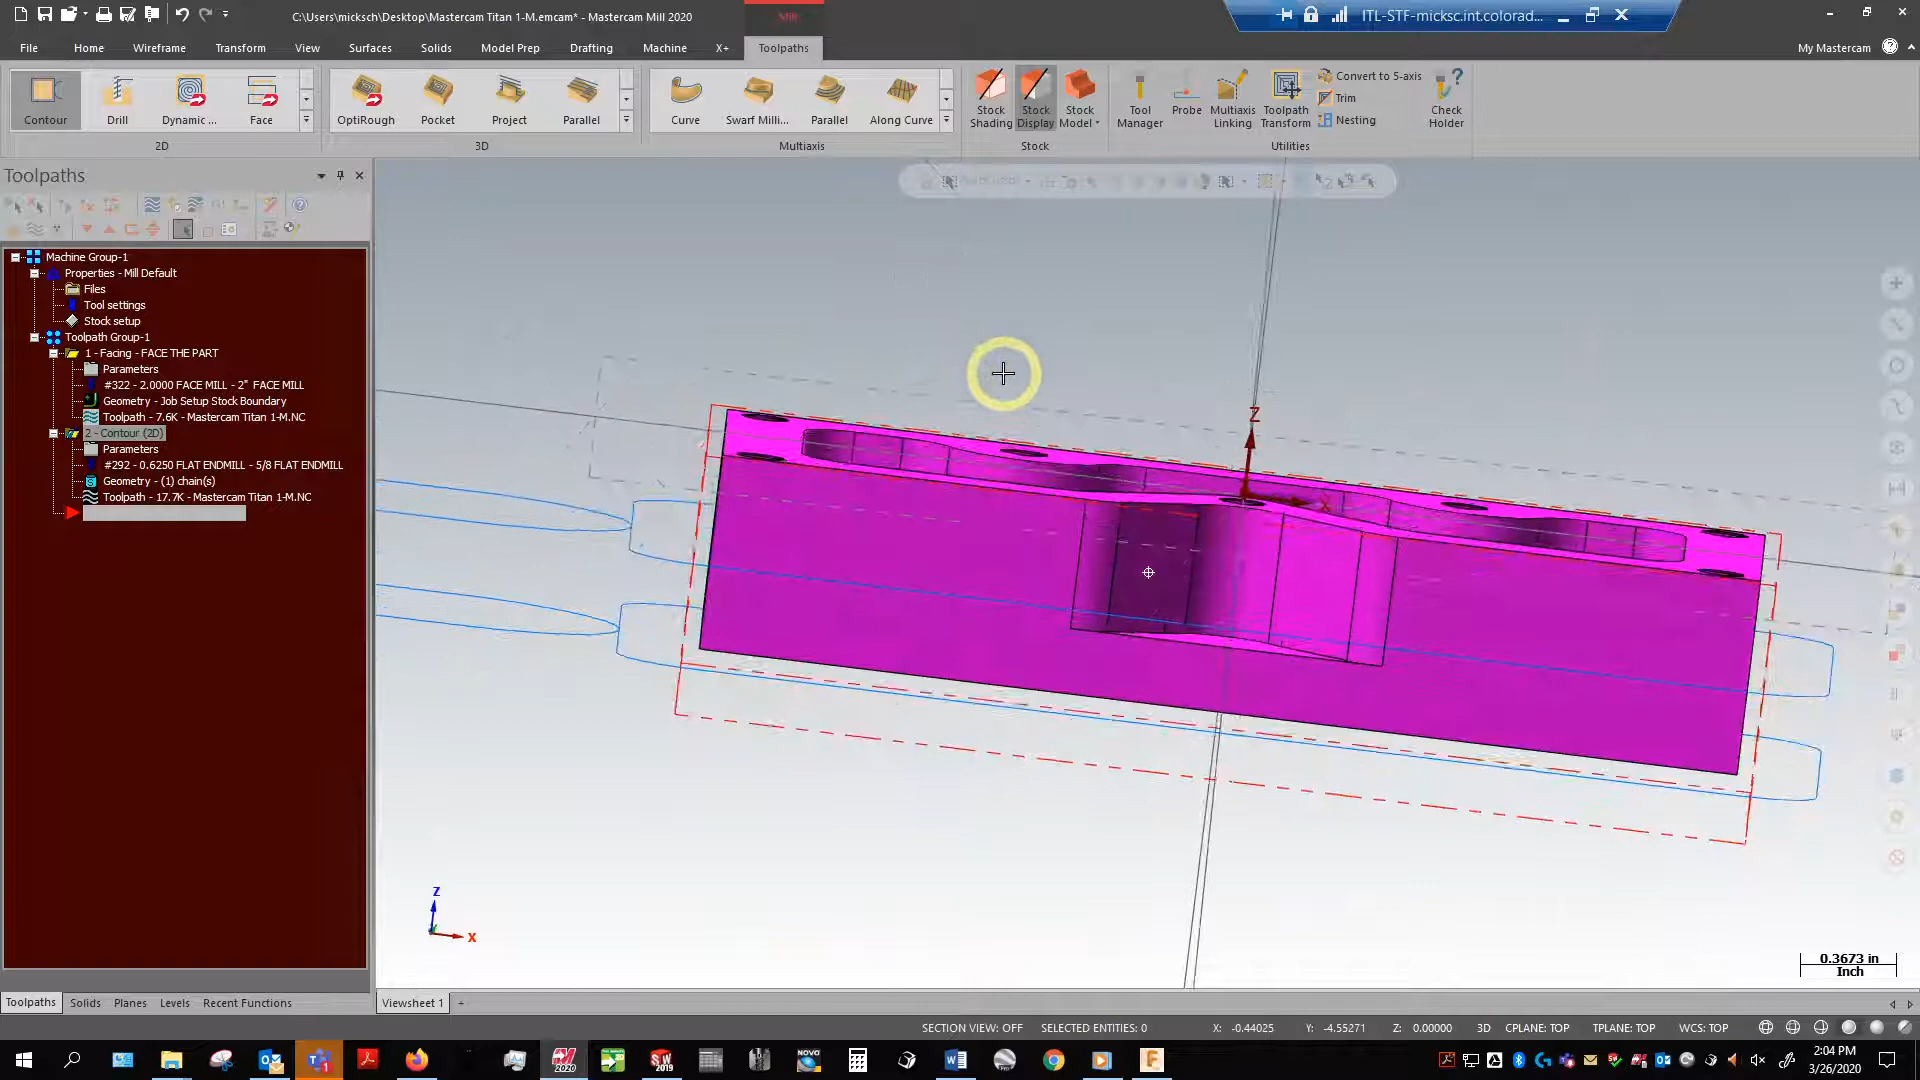 C:\Users\micksch\Desktop\Mastercam Titan 1-M.emcam* - Mastercam Mill 2020
Mill
ITL-STF-micksc.int.colorad...
File Home Wireframe Transform View Surfaces Solids Model Prep Drafting Machine X+ Toolpaths My Mastercam
Contour Drill Dynamic ... Face
2D
OptiRough Pocket Project Parallel
3D
Curve Swarf Milli... Parallel Along Curve
Multiaxis
Stock Shading
Stock Display
Stock Model
Stock
Tool Manager
Probe
Multiaxis Linking
Toolpath Transform
Convert to 5-axis
Trim
Nesting
Check Holder
Utilities
Toolpaths
Machine Group-1
Properties - Mill Default
Files
Tool settings
Stock setup
Toolpath Group-1
1 - Facing - FACE THE PART
Parameters
#322 - 2.0000 FACE MILL - 2" FACE MILL
Geometry - Job Setup Stock Boundary
Toolpath - 7.6K - Mastercam Titan 1-M.NC
2 - Contour (2D)
Parameters
#292 - 0.6250 FLAT ENDMILL - 5/8 FLAT ENDMILL
Geometry - (1) chain(s)
Toolpath - 17.7K - Mastercam Titan 1-M.NC
Z
X
Z
X
0.3673 in
Inch
Toolpaths Solids Planes Levels Recent Functions
Viewsheet 1 +
SECTION VIEW: OFF SELECTED ENTITIES: 0 X: -0.44025 Y: -4.55271 Z: 0.00000 3D CPLANE: TOP TPLANE: TOP WCS: TOP
2020
SW
2019
NOVO
2:04 PM
3/26/2020